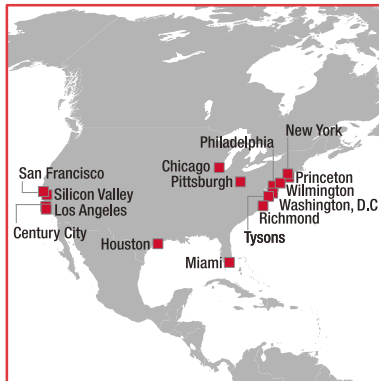 New York
Philadelphia
Chicago
Princeton
Pittsburgh
Wilmington
San Francisco
Silicon Valley
Washington, D.C
Los Angeles
Richmond
Century City
Tysons
Houston
Miami